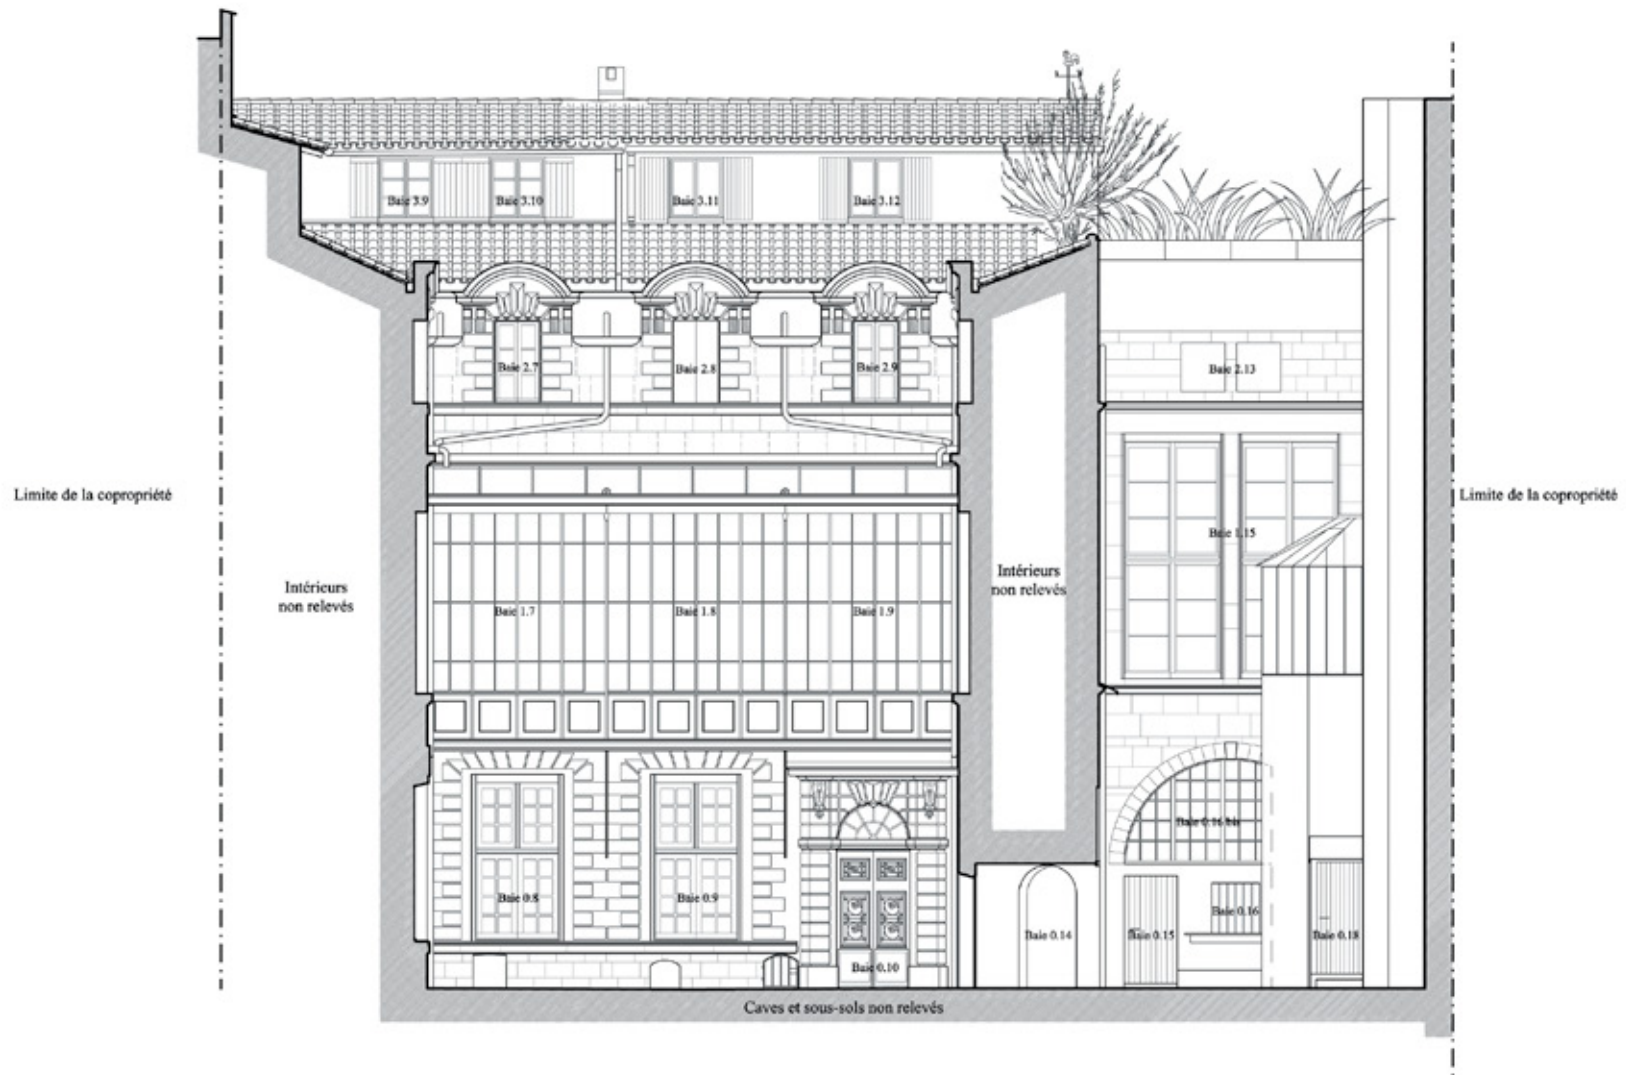 Baie 3.9
Baie 3.10
Baie 3.11
Baie 3.12
Baie 2.7
Baie 2.8
Baie 2.9
Baie 2.13
Limite de la copropriété
Limite de la copropriété
Baie 1.15
Intérieurs
non relevés
Intérieurs
non relevés
Baie 1.7
Baie 1.8
Baie 1.9
Baie 0.16 bis
Baie 0.8
Baie 0.9
Baie 0.16
Baie 0.14
Baie 0.15
Baie 0.18
Baie 0.10
Caves et sous-sols non relevés